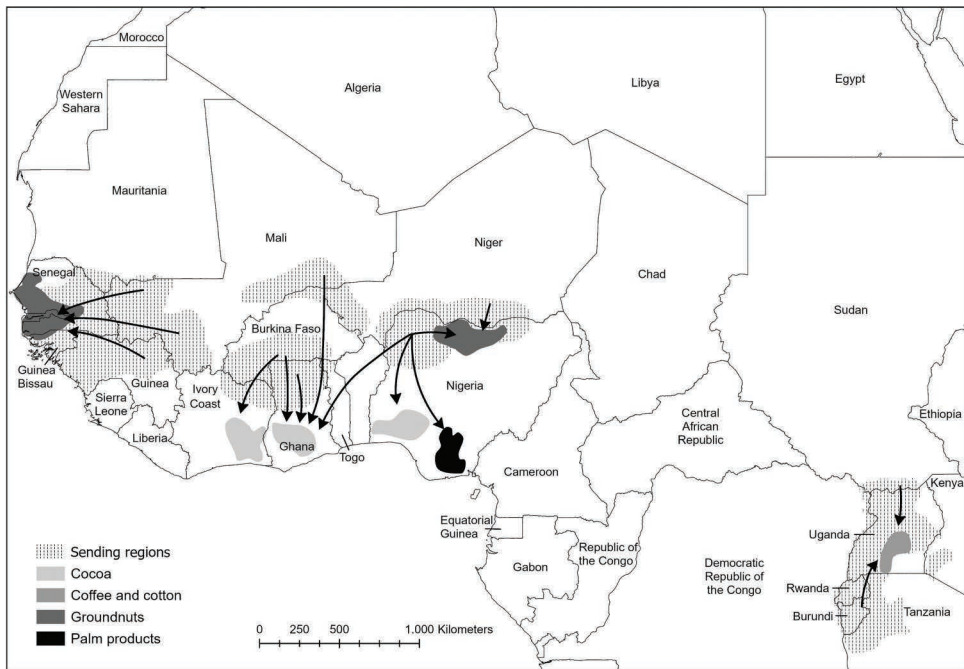 Morocco
Algeria
Libya
Egypt
Western
Sahara
Mauritania
Mali
Niger
Chad
Sudan
Senegal
Burkina Faso
Guinea
Bissau
Guinea
Ivory
Coast
Nigeria
Sierra
Leone
Liberia
Ghana
Togo
Central
African
Republic
Ethiopia
Cameroon
Kenya
Equatorial
Guinea
Uganda
Gabon
Republic of
the Congo
Democratic
Republic of
the Congo
Rwanda
Burundi
Tanzania
Sending regions
Cocoa
Coffee and cotton
Groundnuts
Palm products
0 250 500 1,000 Kilometers